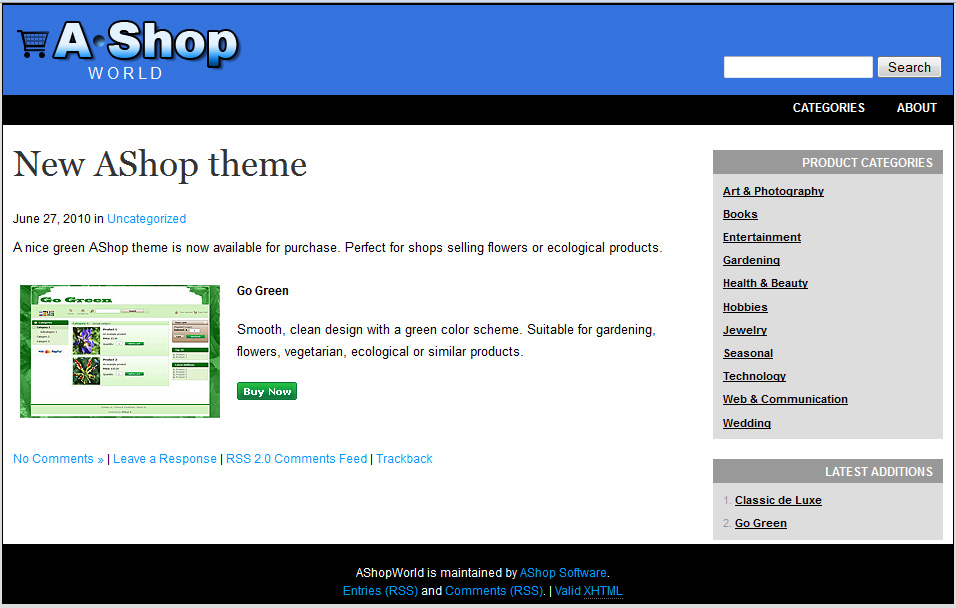 A·Shop
WORLD
Search
CATEGORIES ABOUT
New AShop theme
June 27, 2010 in Uncategorized
A nice green AShop theme is now available for purchase. Perfect for shops selling flowers or ecological products.
Go Green
Go Green
Smooth, clean design with a green color scheme. Suitable for gardening,
flowers, vegetarian, ecological or similar products.
Buy Now
No Comments » | Leave a Response | RSS 2.0 Comments Feed | Trackback
PRODUCT CATEGORIES
Art & Photography
Books
Entertainment
Gardening
Health & Beauty
Hobbies
Jewelry
Seasonal
Technology
Web & Communication
Wedding
LATEST ADDITIONS
1. Classic de Luxe
2. Go Green
AShopWorld is maintained by AShop Software.
Entries (RSS) and Comments (RSS). | Valid XHTML